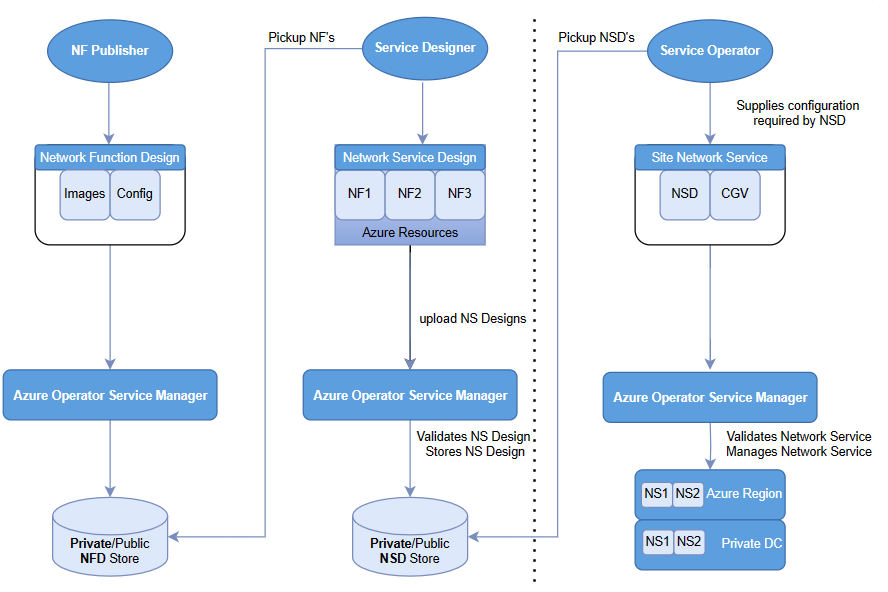 NF Publisher
Network Function Design
Images
Config
Azure Operator Service Manager
Private/Public
NFD Store
Pickup NF's
Service Designer
Network Service Design
NF1
NF2
NF3
Azure Resources
upload NS Designs
Azure Operator Service Manager
Validates NS Design
Stores NS Design
Private/Public
NSD Store
Pickup NSD's
Service Operator
Supplies configuration
required by NSD
Site Network Service
NSD
CGV
Azure Operator Service Manager
Validates Network Service
Manages Network Service
NS1
NS2
Azure Region
NS1
NS2
Private DC